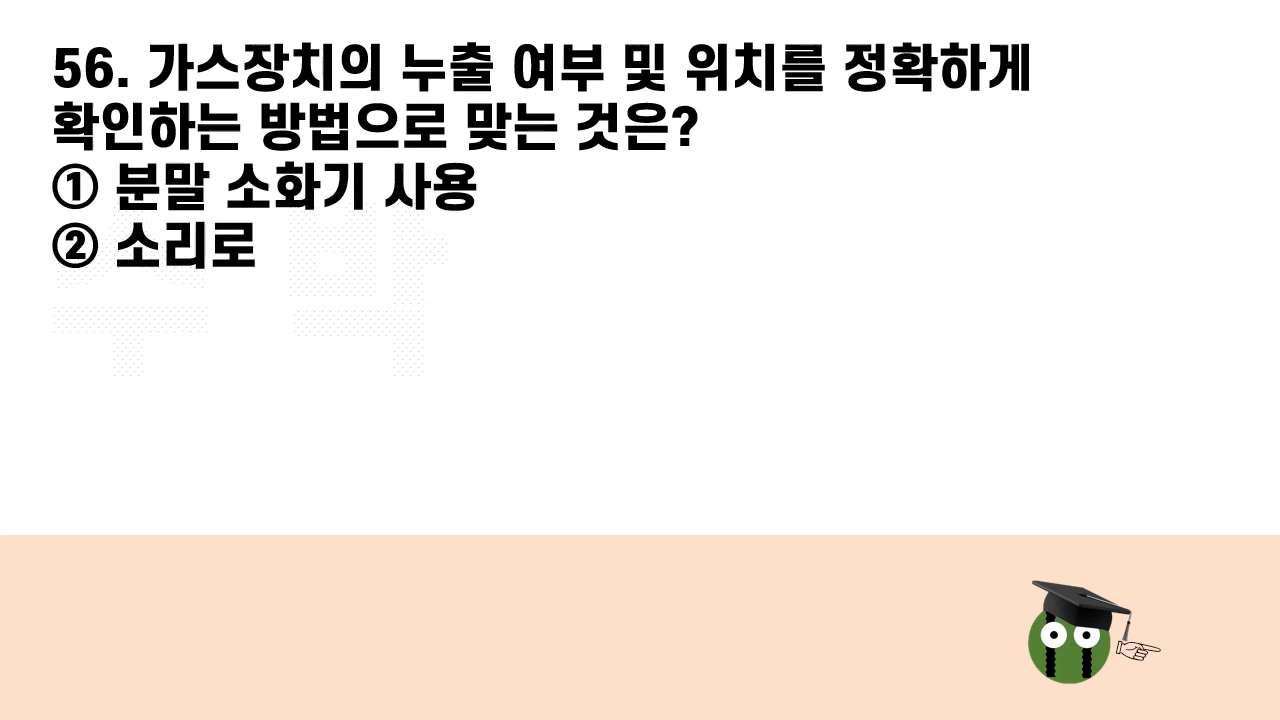 56. 가스장치의 누출 여부 및 위치를 정확하게
확인하는 방법으로 맞는 것은?
① 분말 소화기 사용
② 소리로